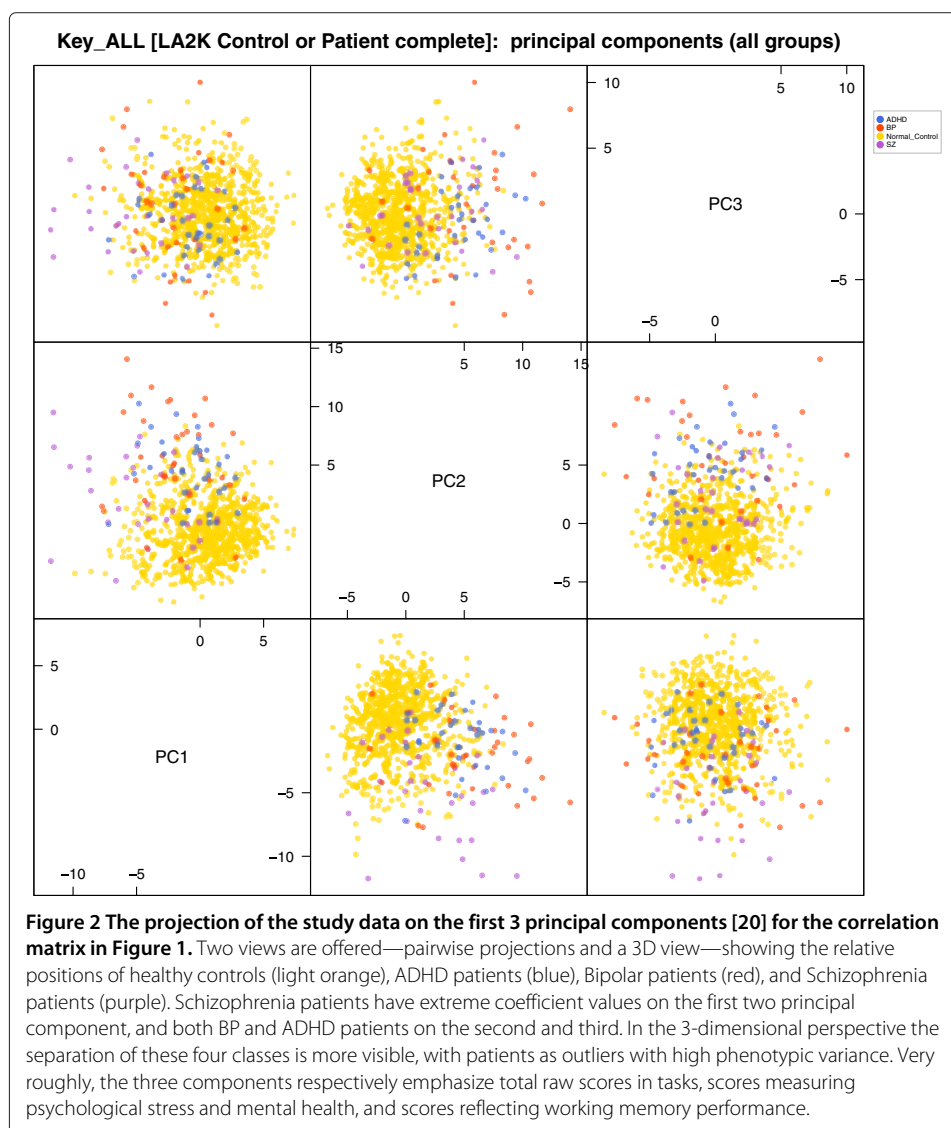 Key_ALL [LA2K Control or Patient complete]: principal components (all groups)
10
5
5 10
PC3
0
−5
−5 0
ADHD
BP
Normal_Control
SZ
15
10
5
5 10 15
PC2
0
−5
−5 0 5
5
0
−5
0 5
5
0
PC1
−5
−10
−10 −5
Figure 2 The projection of the study data on the first 3 principal components [20] for the correlation
matrix in Figure 1. Two views are offered—pairwise projections and a 3D view—showing the relative
positions of healthy controls (light orange), ADHD patients (blue), Bipolar patients (red), and Schizophrenia
patients (purple). Schizophrenia patients have extreme coefficient values on the first two principal
component, and both BP and ADHD patients on the second and third. In the 3-dimensional perspective the
separation of these four classes is more visible, with patients as outliers with high phenotypic variance. Very
roughly, the three components respectively emphasize total raw scores in tasks, scores measuring
psychological stress and mental health, and scores reflecting working memory performance.